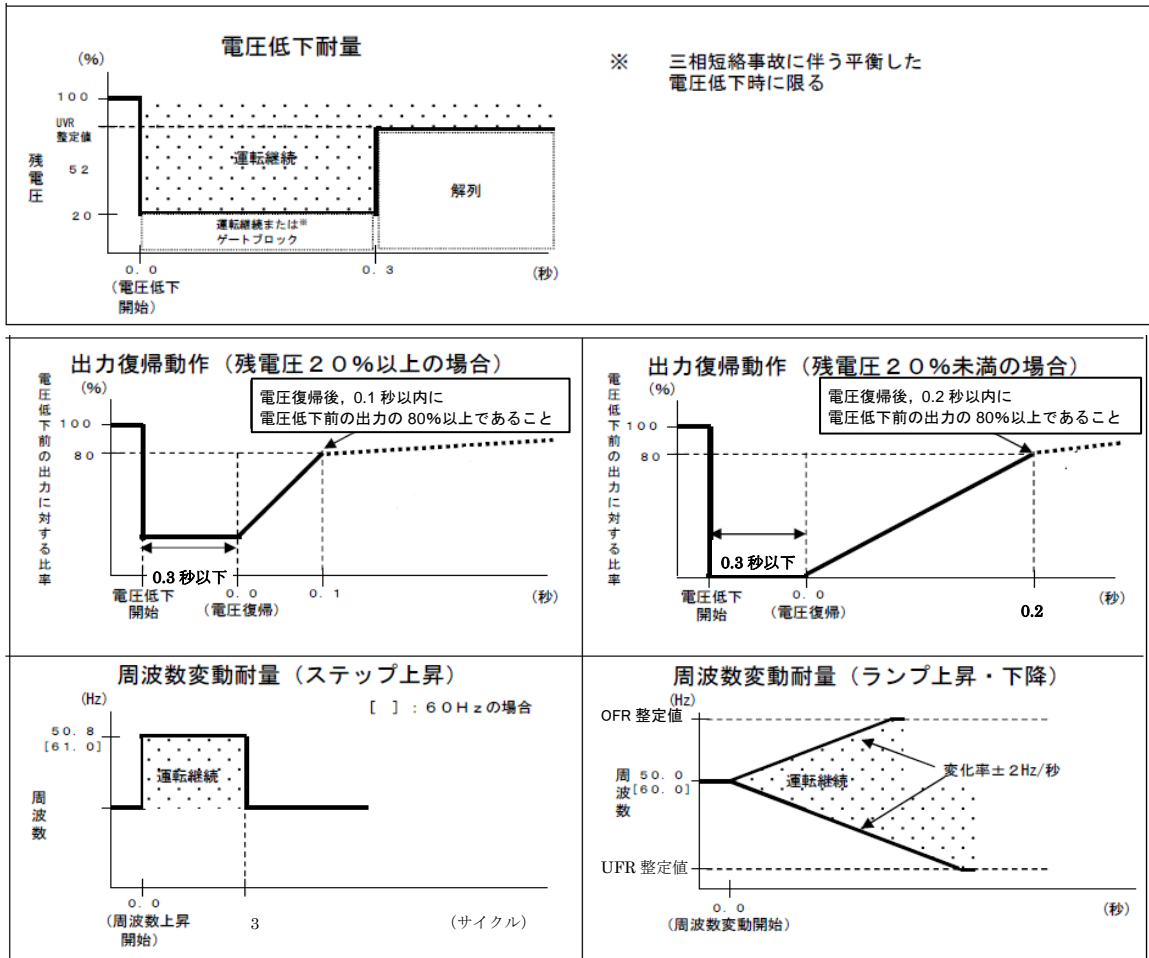 電圧低下耐量
(%)
※ 三相短絡事故に伴う平衡した
電圧低下時に限る
100
UVR
整定値
残電圧
52
20
運転継続
解列
運転継続または※
ゲートブロック
0.0
0.3
(秒)
(電圧低下
開始)
出力復帰動作(残電圧20%以上の場合)
(%)
電圧低下前の出力に対する比率
電圧復帰後,0.1 秒以内に
電圧低下前の出力の 80%以上であること
100
80
0.3 秒以下
電圧低下
開始
0.0
(電圧復帰)
0.1
(秒)
出力復帰動作(残電圧20%未満の場合)
(%)
電圧低下前の出力に対する比率
電圧復帰後,0.2 秒以内に
電圧低下前の出力の 80%以上であること
100
80
0.3 秒以下
電圧低下
開始
0.0
(電圧復帰)
0.2
(秒)
周波数変動耐量(ステップ上昇)
(Hz)
[ ]:60Hzの場合
50.8
[61.0]
運転継続
周波数
0.0
(周波数上昇
開始)
3
(サイクル)
周波数変動耐量(ランプ上昇・下降)
(Hz)
OFR 整定値
周波数
50.0
[60.0]
運転継続
変化率±2Hz/秒
UFR 整定値
0.0
(周波数変動開始)
(秒)